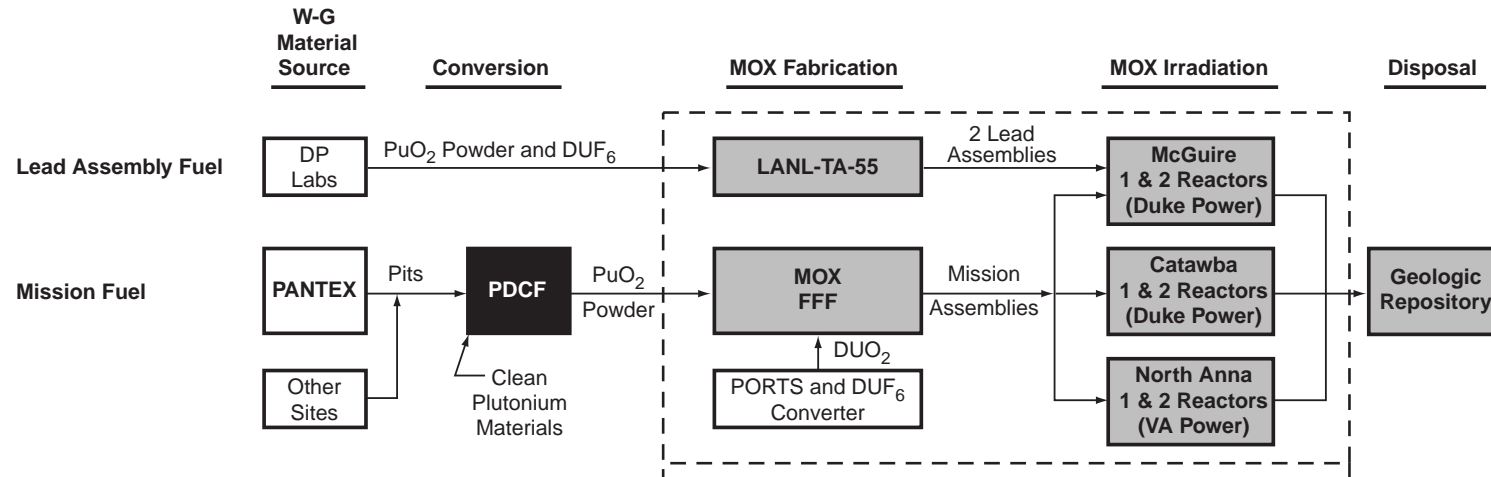 W-G
Material
Source
Conversion
MOX Fabrication
MOX Irradiation
Disposal
Lead Assembly Fuel
DP
Labs
PuO2 Powder and DUF6
LANL-TA-55
2 Lead
Assemblies
McGuire
1 & 2 Reactors
(Duke Power)
Mission Fuel
PANTEX
Pits
PDCF
PuO2
Powder
MOX
FFF
Mission
Assemblies
Catawba
1 & 2 Reactors
(Duke Power)
Geologic
Repository
Other
Sites
Clean
Plutonium
Materials
DUO2
PORTS and DUF6
Converter
North Anna
1 & 2 Reactors
(VA Power)